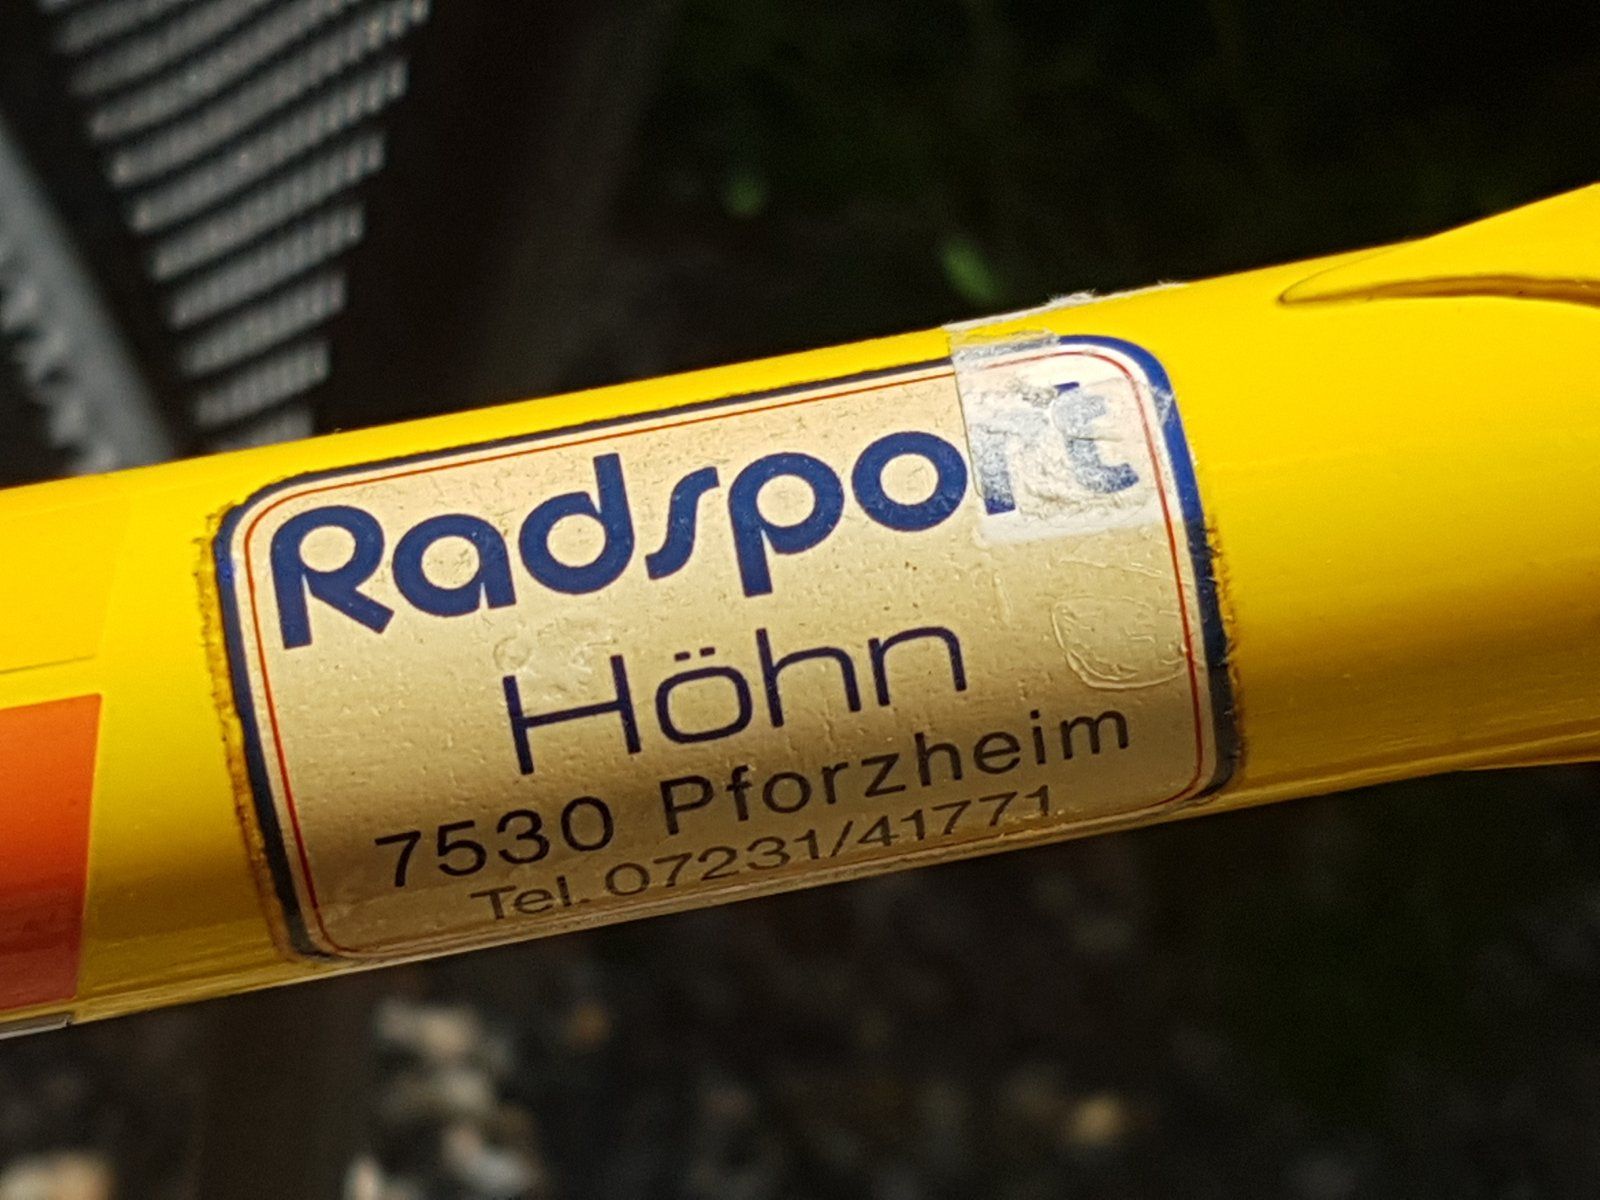 Radsport
Höhn
7530 Pforzheim
Tel. 07231/41771